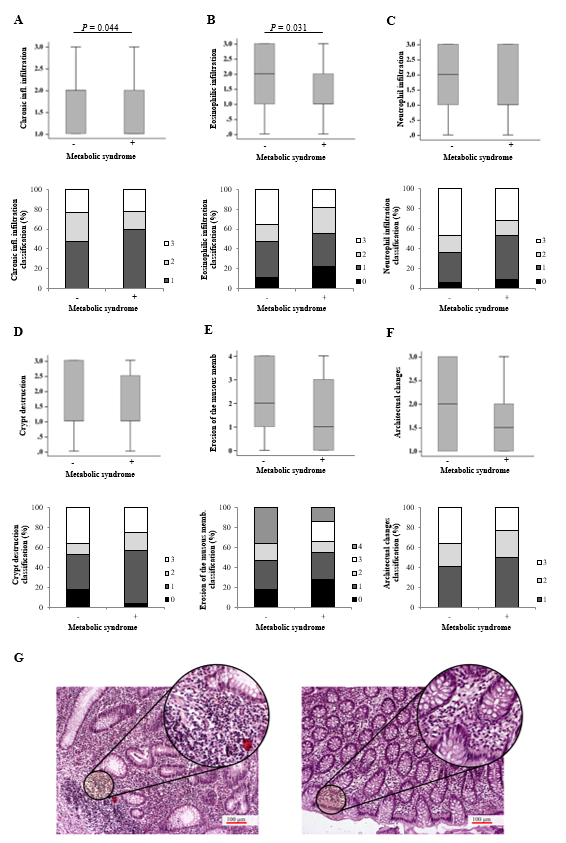 A
P = 0.044
Chronic infl. infiltration
3.0
2.5
2.0
1.5
1.0
- +
Metabolic syndrome
Chronic infl. infiltration
classification (%)
100
80
60
40
20
0
- +
3
2
1
Metabolic syndrome
B
P = 0.031
Eosinophilic infiltration
3.0
2.5
2.0
1.5
1.0
.5
.0
- +
Metabolic syndrome
Eosinophilic infiltration
classification (%)
100
80
60
40
20
0
- +
3
2
1
0
Metabolic syndrome
C
Neutrophil infiltration
3.0
2.5
2.0
1.5
1.0
.5
.0
- +
Metabolic syndrome
Neutrophil infiltration
classification (%)
100
80
60
40
20
0
- +
3
2
1
0
Metabolic syndrome
D
Crypt destruction
3.0
2.5
2.0
1.5
1.0
.5
.0
- +
Metabolic syndrome
Crypt destruction
classification (%)
100
80
60
40
20
0
- +
3
2
1
0
Metabolic syndrome
E
Erosion of the mucous memb
4
3
2
1
0
- +
Metabolic syndrome
Erosion of the mucous memb.
classification (%)
100
80
60
40
20
0
- +
4
3
2
1
0
Metabolic syndrome
F
Architectual changes
3.0
2.5
2.0
1.5
1.0
- +
Metabolic syndrome
Architectual changes
classification (%)
100
80
60
40
20
0
- +
3
2
1
Metabolic syndrome
G
100 μm
100 μm